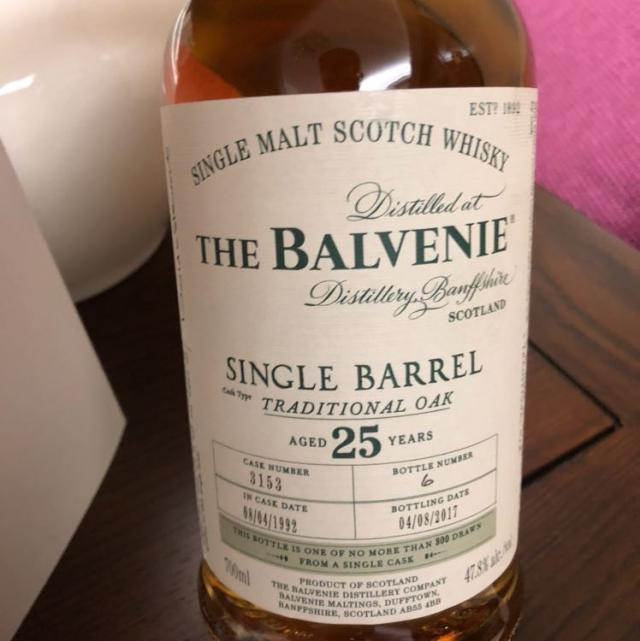 ESTD 1892
SINGLE MALT SCOTCH WHISKY
Distilled at
THE BALVENIE®
Distillery, Banffshire
SCOTLAND
SINGLE BARREL
Cask Type
TRADITIONAL OAK
AGED 25 YEARS
CASK NUMBER
3153
BOTTLE NUMBER
6
IN CASK DATE
08/04/1992
BOTTLING DATE
04/08/2017
THIS BOTTLE IS ONE OF NO MORE THAN 300 DRAWN
FROM A SINGLE CASK
700ml
47.8% alc. /vol.
PRODUCT OF SCOTLAND
THE BALVENIE DISTILLERY COMPANY
BALVENIE MALTINGS, DUFFTOWN,
BANFFSHIRE, SCOTLAND AB55 4BB